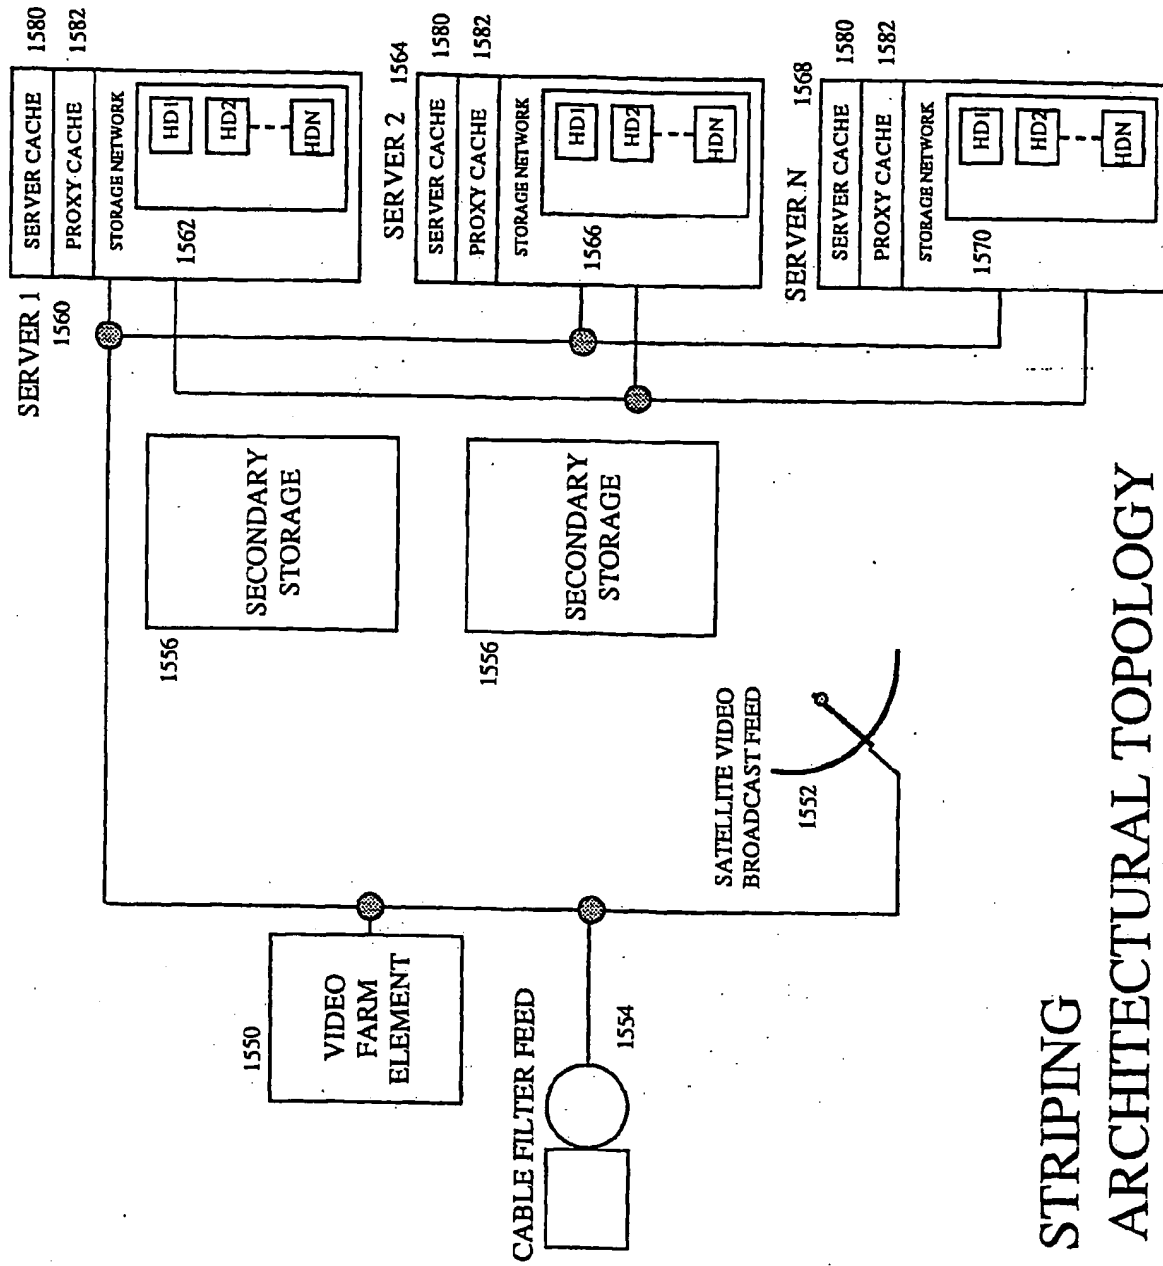 SERVER 1
1560
SERVER CACHE
1580
PROXY CACHE
1582
STORAGE NETWORK
1562
HD1
HD2
HDN
SERVER 2
1564
SERVER CACHE
1580
PROXY CACHE
1582
STORAGE NETWORK
1566
HD1
HD2
HDN
SERVER N
1568
SERVER CACHE
1580
PROXY CACHE
1582
STORAGE NETWORK
1570
HD1
HD2
HDN
1556
SECONDARY
STORAGE
1556
SECONDARY
STORAGE
1550
VIDEO
FARM
ELEMENT
CABLE FILTER FEED
1554
SATELLITE VIDEO
BROADCAST FEED
1552
STRIPING
ARCHITECTURAL TOPOLOGY